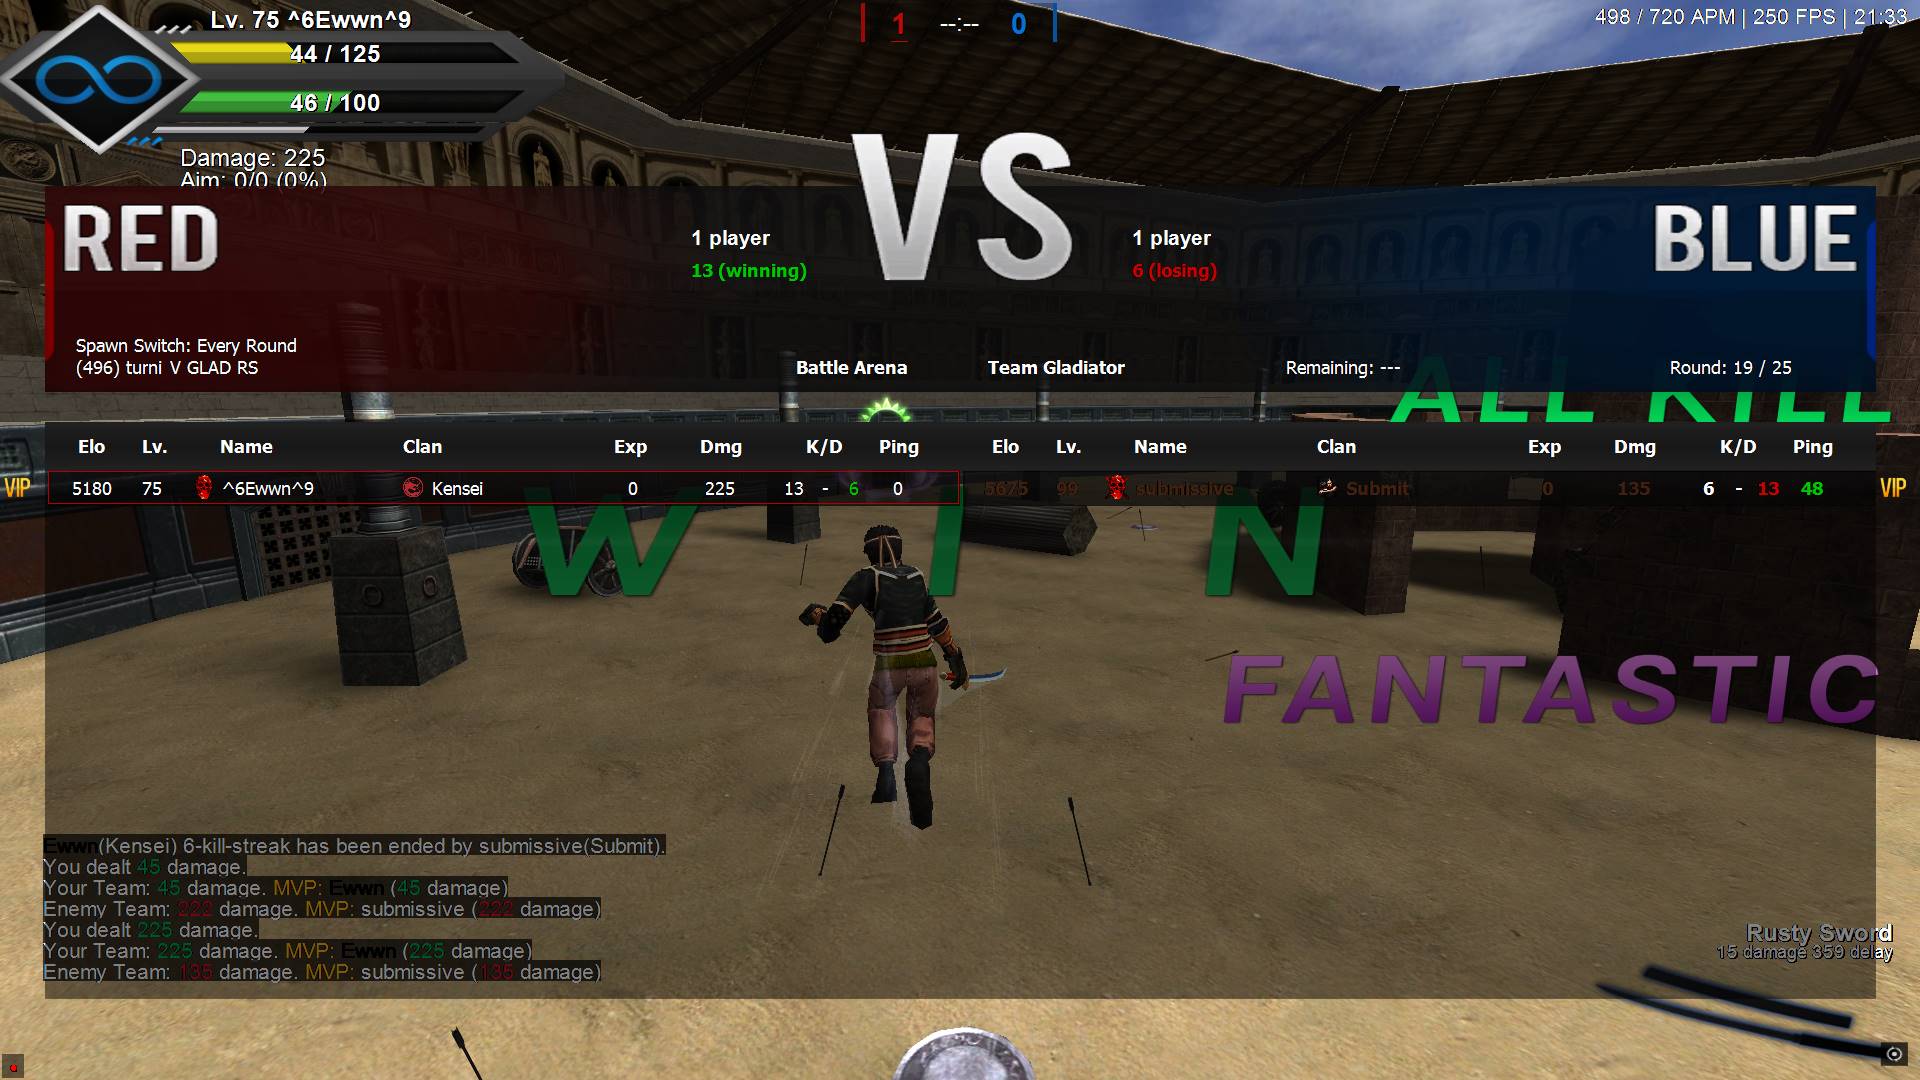 Lv. 75 ^6Ewwn^9
44 / 125
46 / 100
Damage: 225
Aim: 0/0 (0%)
1 --:-- 0
498 / 720 APM | 250 FPS | 21:33
VS
RED
BLUE
1 player
13 (winning)
1 player
6 (losing)
Spawn Switch: Every Round
(496) turni V GLAD RS
Battle Arena
Team Gladiator
Remaining: ---
Round: 19 / 25
ALL KILL
Elo Lv. Name Clan Exp Dmg K/D Ping Elo Lv. Name Clan Exp Dmg K/D Ping
VIP 5180 75 ^6Ewwn^9 Kensei 0 225 13 - 6 0 5675 99 submissive Submit 0 135 6 - 13 48 VIP
WIN
FANTASTIC
Ewwn(Kensei) 6-kill-streak has been ended by submissive(Submit).
You dealt 45 damage.
Your Team: 45 damage. MVP: Ewwn (45 damage)
Enemy Team: 222 damage. MVP: submissive (222 damage)
You dealt 225 damage.
Your Team: 225 damage. MVP: Ewwn (225 damage)
Enemy Team: 135 damage. MVP: submissive (135 damage)
Rusty Sword
15 damage 359 delay